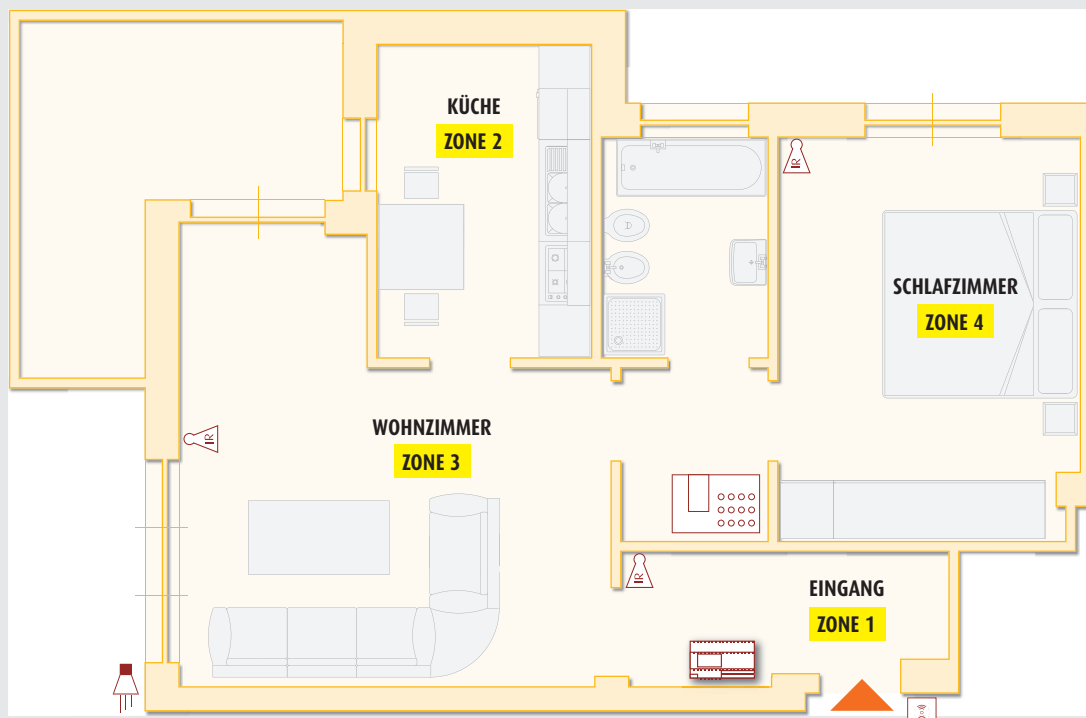 KÜCHE
ZONE 2
IR
SCHLAFZIMMER
ZONE 4
WOHNZIMMER
ZONE 3
IR
IR
EINGANG
ZONE 1